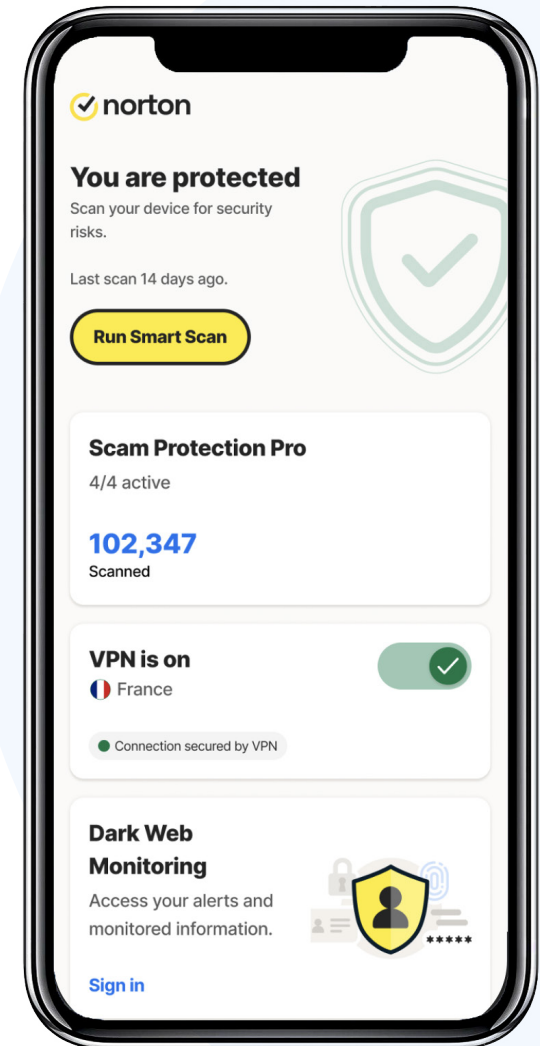 norton
You are protected
Scan your device for security
risks.
Last scan 14 days ago.
Run Smart Scan
Scam Protection Pro
4/4 active
102,347
Scanned
VPN is on
France
Connection secured by VPN
Dark Web
Monitoring
Access your alerts and
monitored information.
*****
Sign in